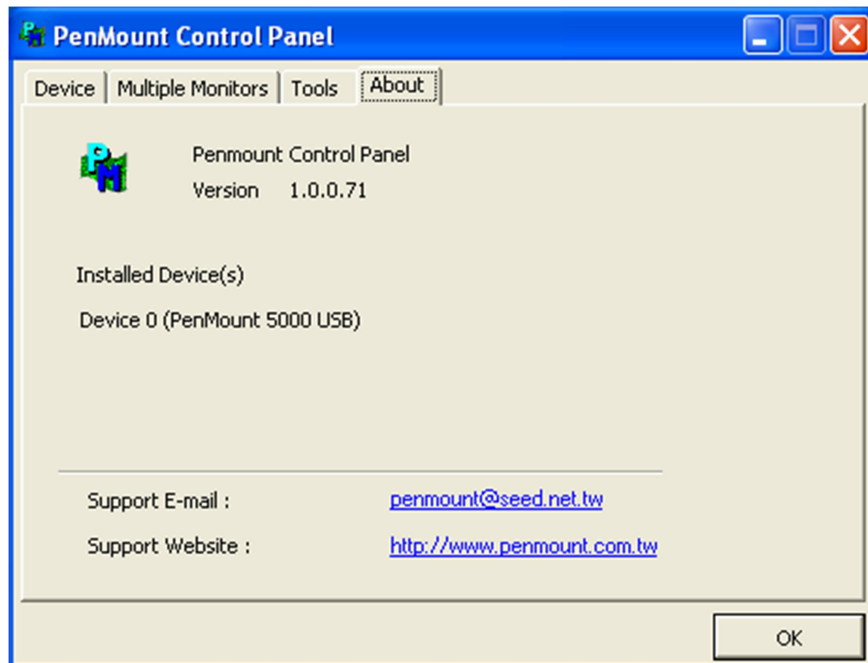 PenMount Control Panel
Device
Multiple Monitors
Tools
About
PM
Penmount Control Panel
Version 1.0.0.71
Installed Device(s)
Device 0 (PenMount 5000 USB)
Support E-mail : penmount@seed.net.tw
Support Website : http://www.penmount.com.tw
OK